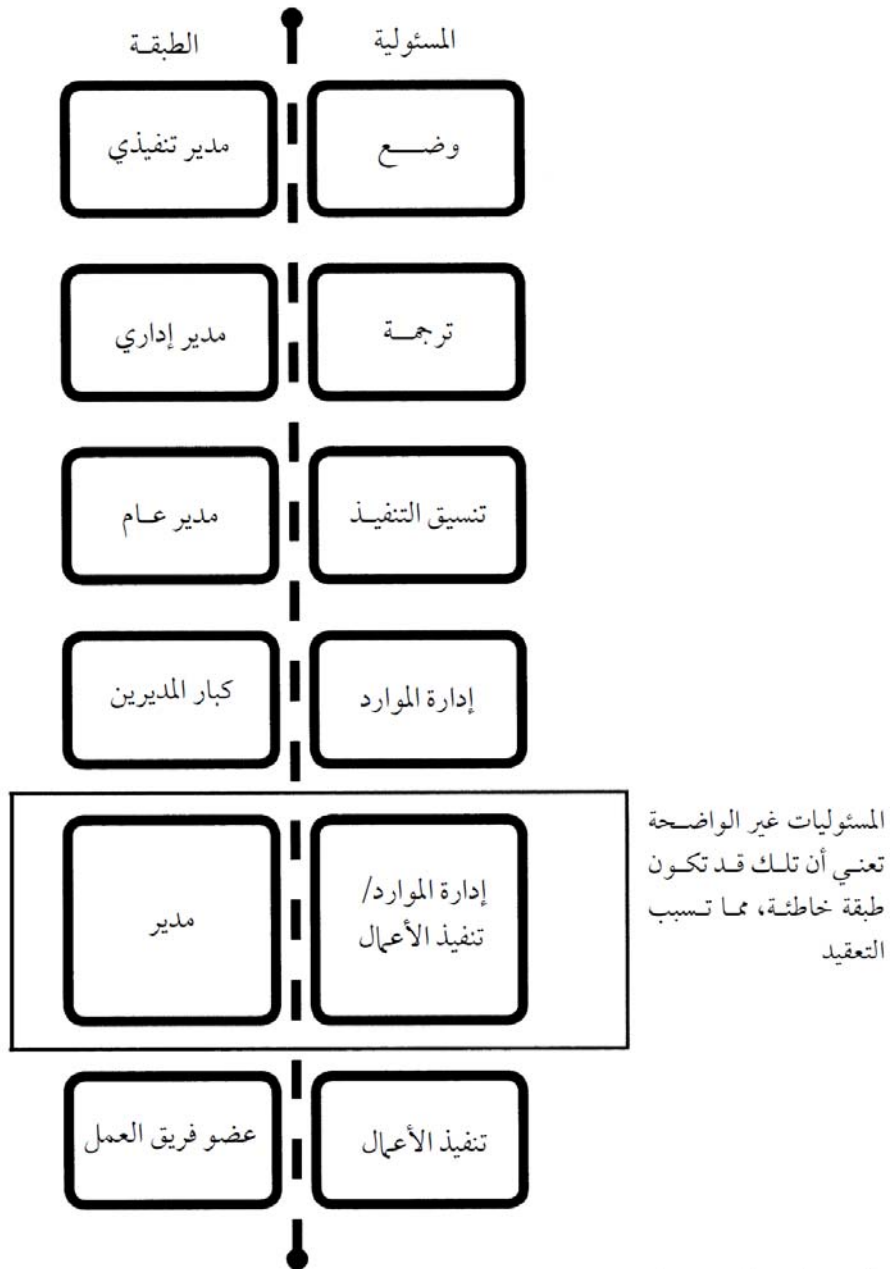 المسئولية
الطبقة
وضع
مدير تنفيذي
ترجمة
مدير إداري
تنسيق التنفيذ
مدير عام
إدارة الموارد
كبار المديرين
إدارة الموارد/
تنفيذ الأعمال
مدير
المسئوليات غير الواضحة
تعني أن تلك قد تكون
طبقة خاطئة، مما تسبب
التعقيد
تنفيذ الأعمال
عضو فريق العمل